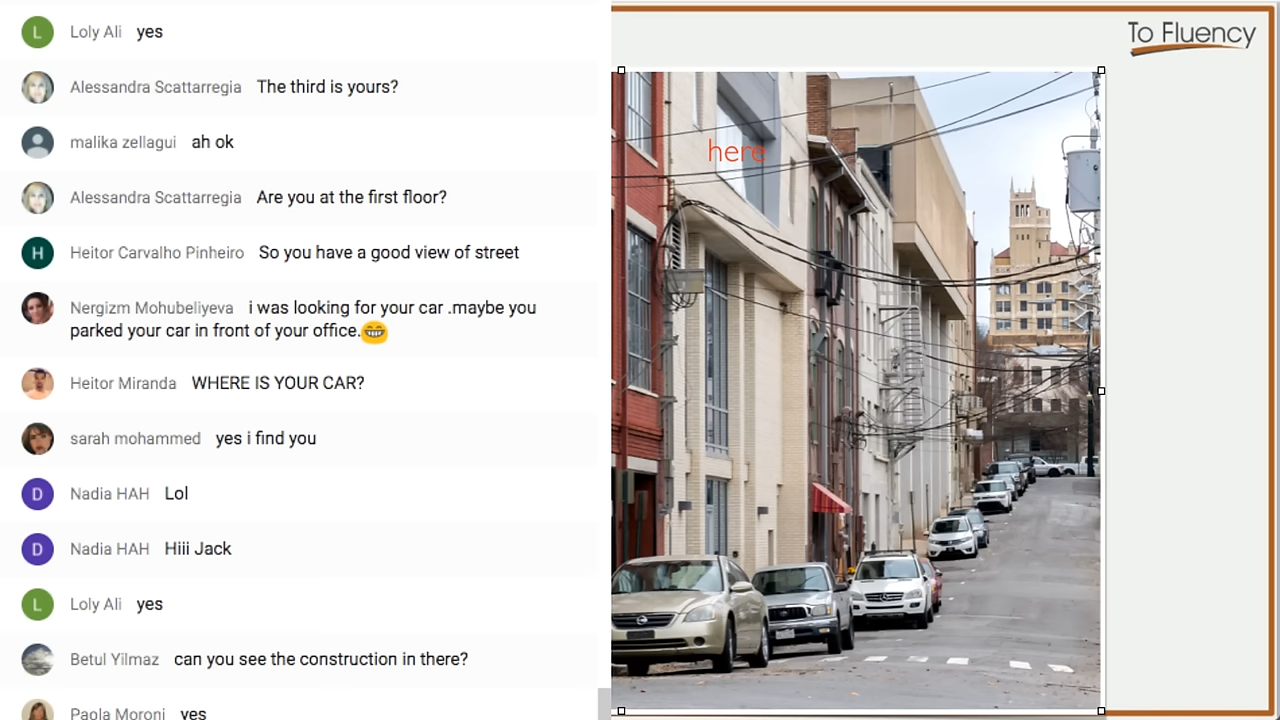 L Loly Ali yes
Alessandra Scattarregia The third is yours?
malika zellagui ah ok
Alessandra Scattarregia Are you at the first floor?
H Heitor Carvalho Pinheiro So you have a good view of street
Nergizm Mohubeliyeva i was looking for your car .maybe you
parked your car in front of your office.😁
Heitor Miranda WHERE IS YOUR CAR?
sarah mohammed yes i find you
D Nadia HAH Lol
D Nadia HAH Hiii Jack
L Loly Ali yes
Betul Yilmaz can you see the construction in there?
Paola Moroni yes
To Fluency
here